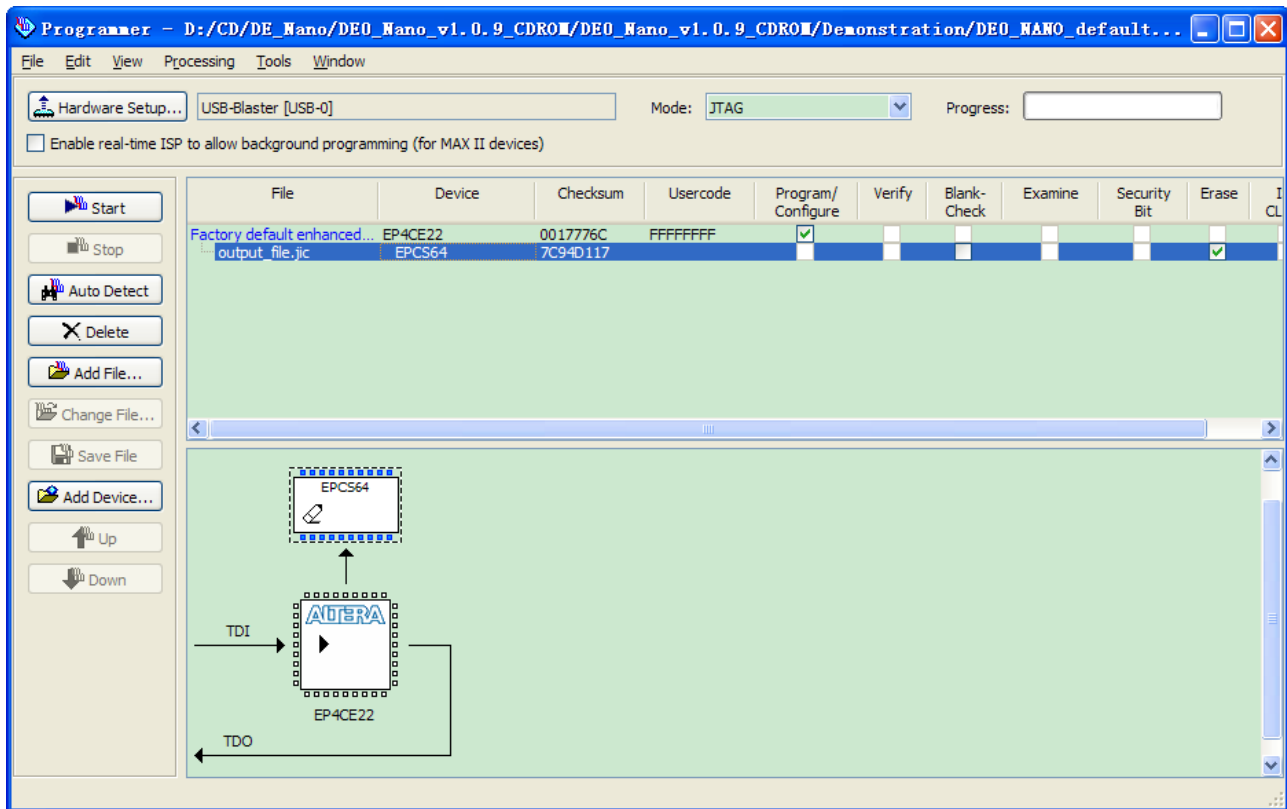 Programmer - D:/CD/DE_Nano/DE0_Nano_v1.0.9_CDROM/DE0_Nano_v1.0.9_CDROM/Demonstration/DE0_NANO_default...
File Edit View Processing Tools Window
Hardware Setup... USB-Blaster [USB-0] Mode: JTAG Progress:
Enable real-time ISP to allow background programming (for MAX II devices)
File Device Checksum Usercode Program/ Verify Blank- Examine Security Erase I
Configure Check Bit CL
Factory default enhanced... EP4CE22 0017776C FFFFFFFF
output_file.jic EPCS64 7C94D117
Start
Stop
Auto Detect
Delete
Add File...
Change File...
Save File
Add Device...
Up
Down
EPCS64
ALTERA
TDI
EP4CE22
TDO